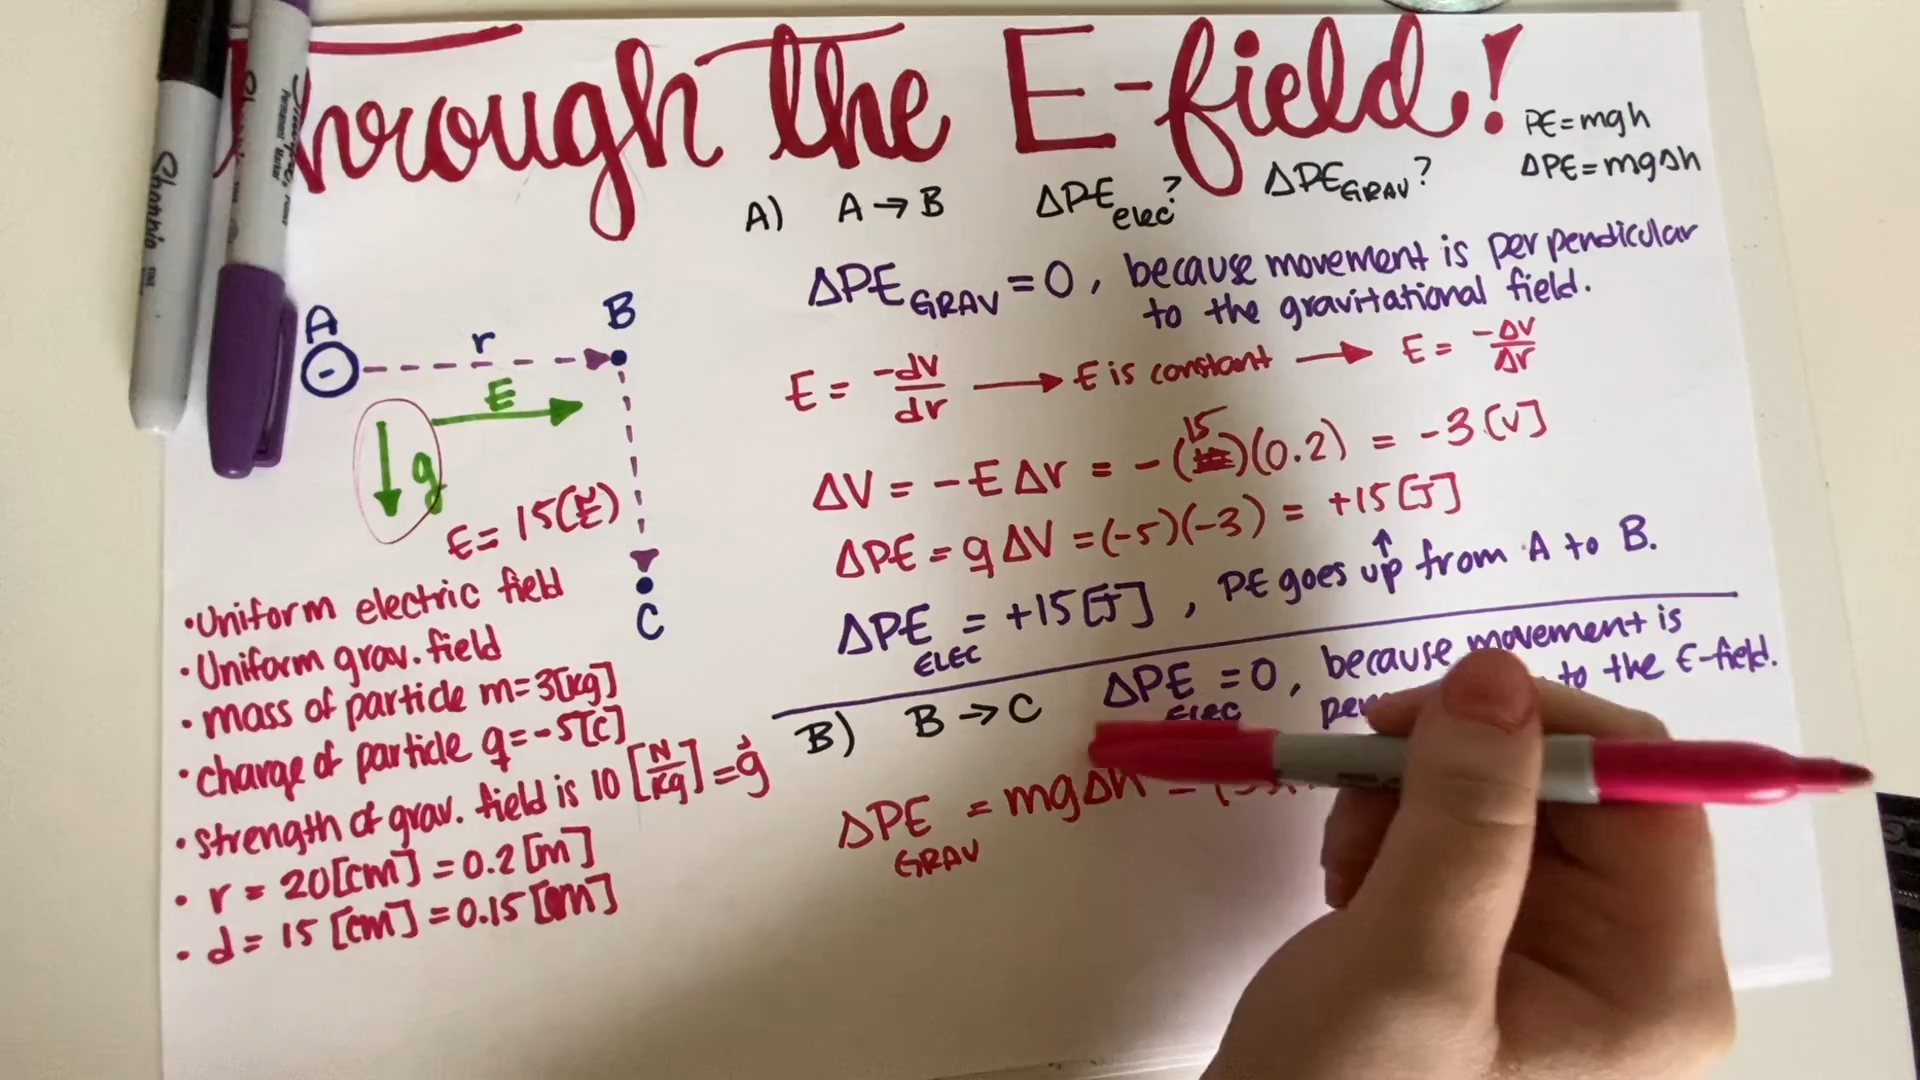 Through the E-field!
PE=mgh
ΔPE=mgΔh
A) A→B ΔPE elec? ΔPE GRAV?
ΔPE GRAV = 0, because movement is perpendicular
to the gravitational field.
E = -dV/dr → E is constant → E = -ΔV/Δr
ΔV = -EΔr = -(15)(0.2) = -3[V]
ΔPE = qΔV = (-5)(-3) = +15[J]
ΔPE ELEC = +15[J], PE goes up from A to B.
B) B→C ΔPE ELEC = 0, because movement is
to the E-field.
ΔPE GRAV = mgΔh =
A
r
B
E
g
E = 15
C
•Uniform electric field
•Uniform grav. field
•mass of particle m=3[kg]
•charge of particle q=-5[C]
•strength of grav. field is 10 [N/kg] = g
•r = 20[cm] = 0.2[m]
•d = 15[cm] = 0.15[m]
Sharpie
Permanent Marker